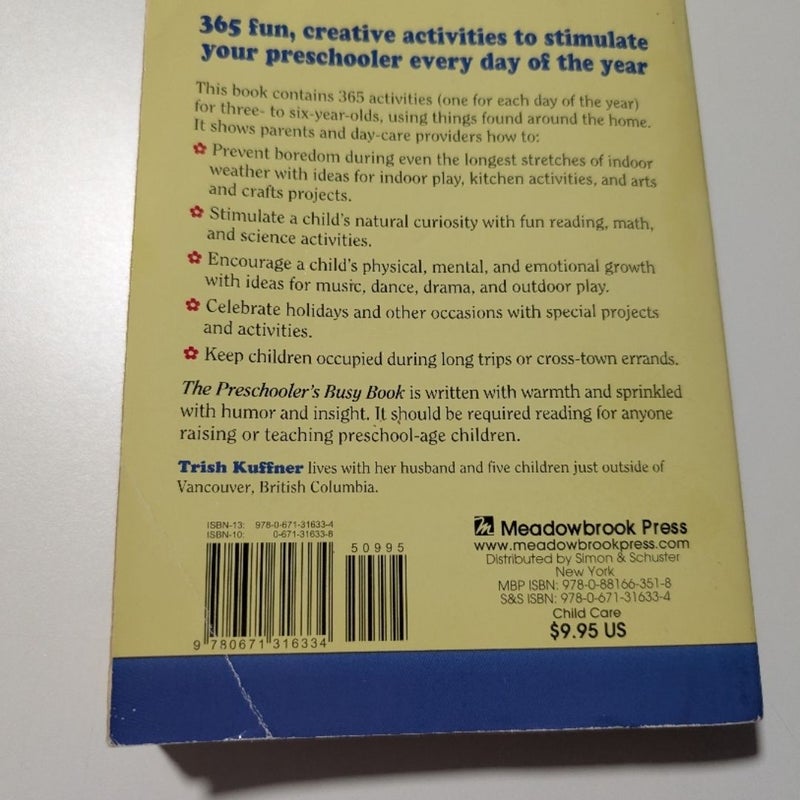 365 fun, creative activities to stimulate
your preschooler every day of the year
This book contains 365 activities (one for each day of the year)
for three- to six-year-olds, using things found around the home.
It shows parents and day-care providers how to:
Prevent boredom during even the longest stretches of indoor
weather with ideas for indoor play, kitchen activities, and arts
and crafts projects.
Stimulate a child's natural curiosity with fun reading, math,
and science activities.
Encourage a child's physical, mental, and emotional growth
with ideas for music, dance, drama, and outdoor play.
Celebrate holidays and other occasions with special projects
and activities.
Keep children occupied during long trips or cross-town errands.
The Preschooler's Busy Book is written with warmth and sprinkled
with humor and insight. It should be required reading for anyone
raising or teaching preschool-age children.
Trish Kuffner lives with her husband and five children just outside of
Vancouver, British Columbia.
ISBN-13: 978-0-671-31633-4
ISBN-10: 0-671-31633-8
50995
9 780671 316334
Meadowbrook Press
www.meadowbrookpress.com
Distributed by Simon & Schuster
New York
MBP ISBN: 978-0-88166-351-8
S&S ISBN: 978-0-671-31633-4
Child Care
$9.95 US